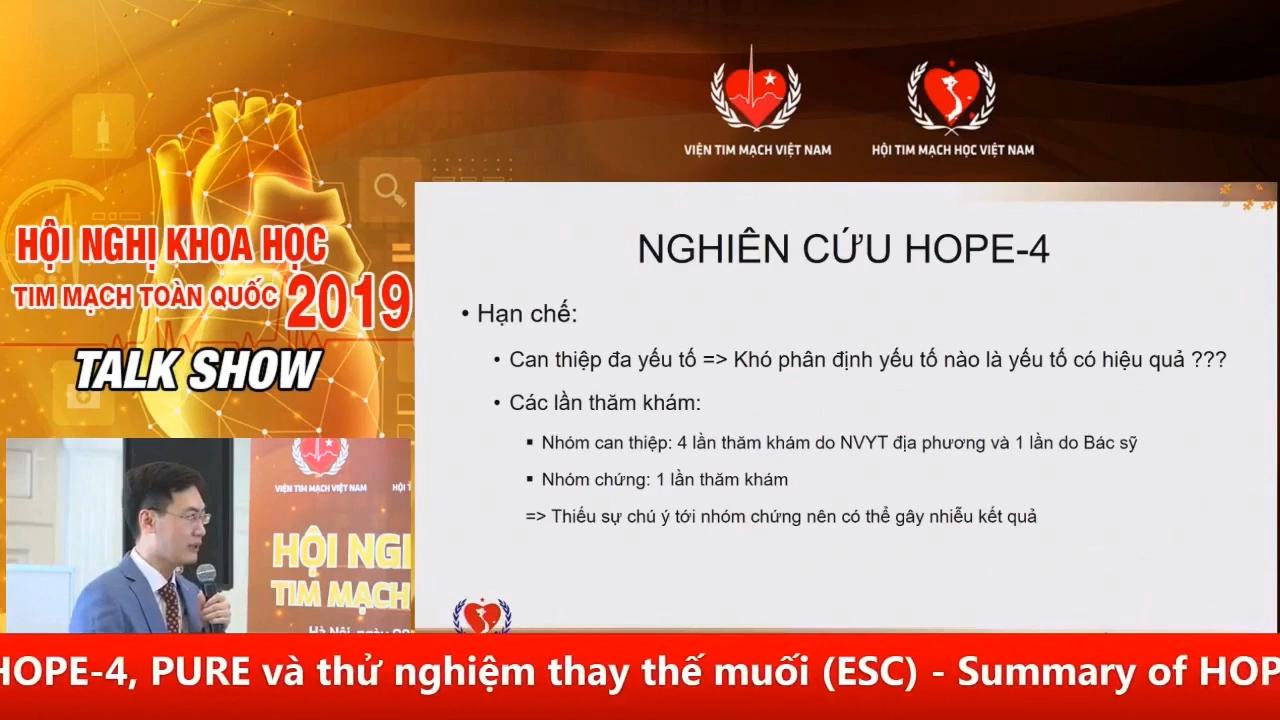 VIỆN TIM MẠCH VIỆT NAM
HỘI TIM MẠCH HỌC VIỆT NAM
HỘI NGHỊ KHOA HỌC
TIM MẠCH TOÀN QUỐC 2019
TALK SHOW
NGHIÊN CỨU HOPE-4
• Hạn chế:
• Can thiệp đa yếu tố => Khó phân định yếu tố nào là yếu tố có hiệu quả ???
• Các lần thăm khám:
▪ Nhóm can thiệp: 4 lần thăm khám do NVYT địa phương và 1 lần do Bác sỹ
▪ Nhóm chứng: 1 lần thăm khám
=> Thiếu sự chú ý tới nhóm chứng nên có thể gây nhiễu kết quả
VIỆN TIM MẠCH VIỆT NAM
HỘI T
HỘI NGH
TIM MẠCH
Hà Nội, ngày
HOPE-4, PURE và thử nghiệm thay thế muối (ESC) - Summary of HOP